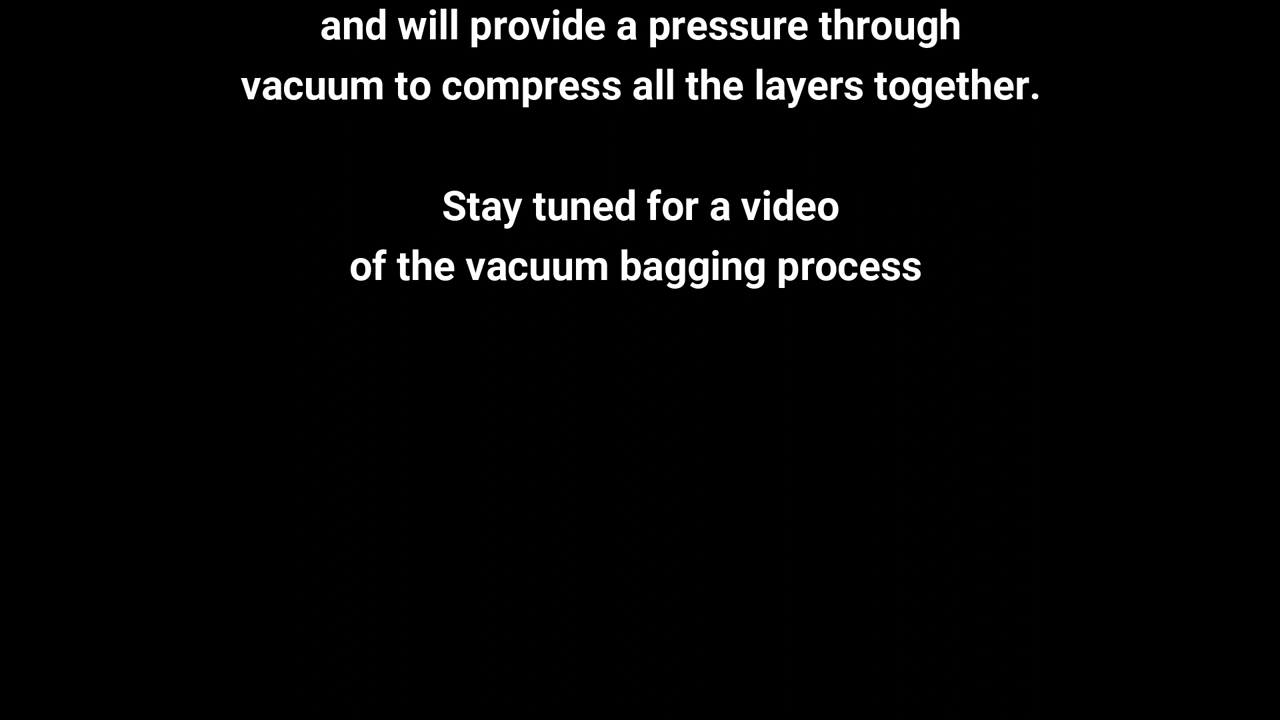 and will provide a pressure through
vacuum to compress all the layers together.
Stay tuned for a video
of the vacuum bagging process